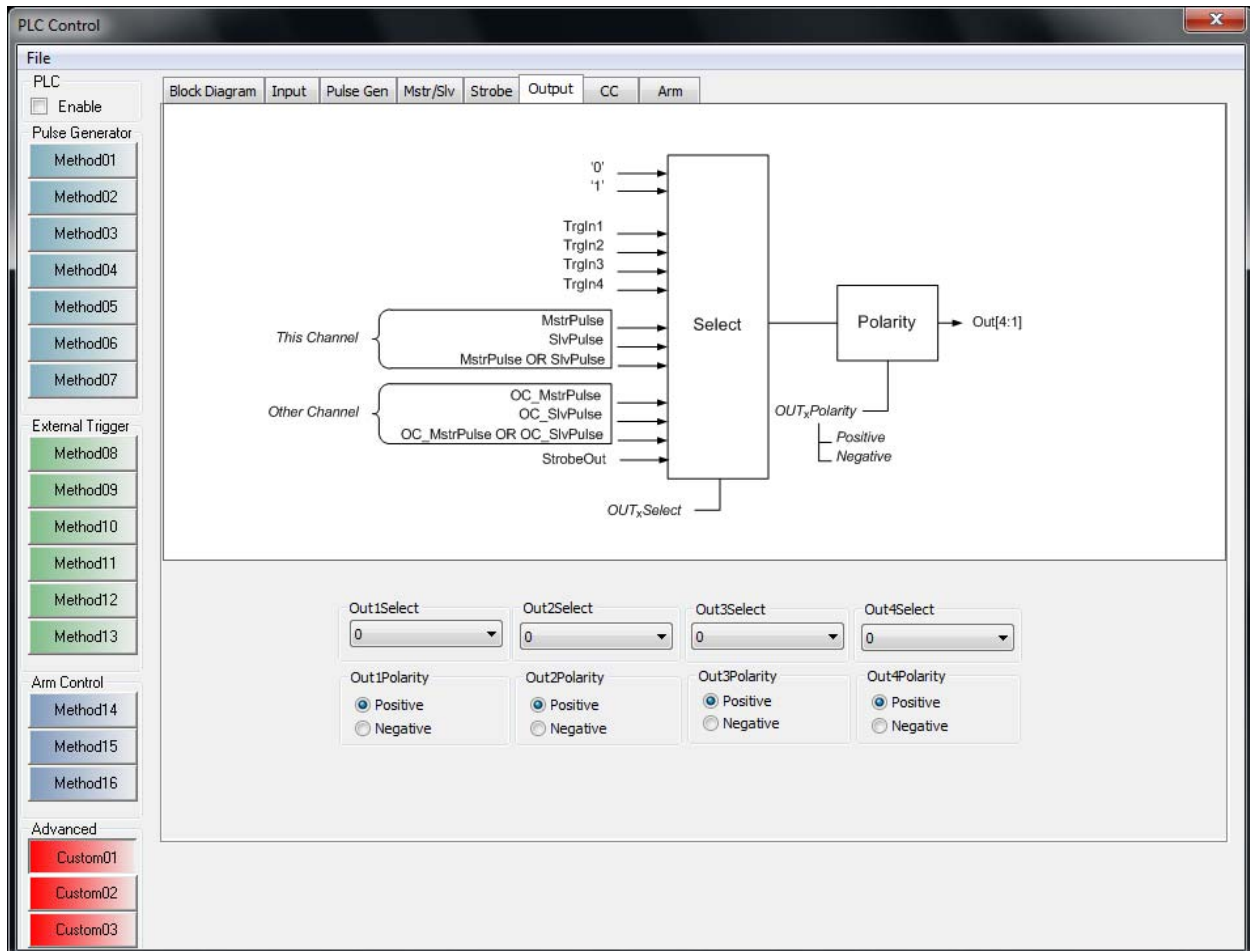 PLC Control
File
PLC
Enable
Pulse Generator
Method01
Method02
Method03
Method04
Method05
Method06
Method07
External Trigger
Method08
Method09
Method10
Method11
Method12
Method13
Arm Control
Method14
Method15
Method16
Advanced
Custom01
Custom02
Custom03
Block Diagram Input Pulse Gen Mstr/Slv Strobe Output CC Arm
'0'
'1'
TrgIn1
TrgIn2
TrgIn3
TrgIn4
This Channel
MstrPulse
SlvPulse
MstrPulse OR SlvPulse
Other Channel
OC_MstrPulse
OC_SlvPulse
OC_MstrPulse OR OC_SlvPulse
StrobeOut
Select
OUTxSelect
Polarity
Out[4:1]
OUTxPolarity
Positive
Negative
Out1Select Out2Select Out3Select Out4Select
0 0 0 0
Out1Polarity Out2Polarity Out3Polarity Out4Polarity
Positive Positive Positive Positive
Negative Negative Negative Negative